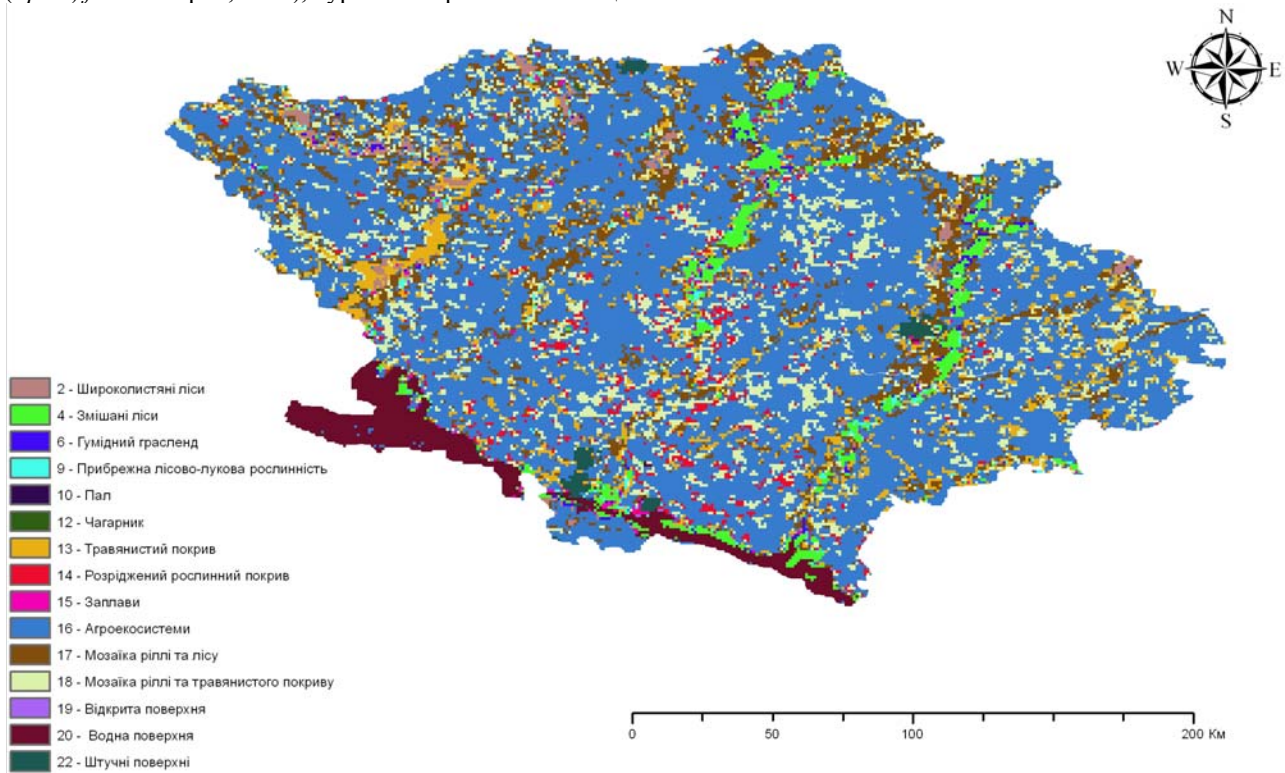 N
W E
S
2 - Широколистяні ліси
4 - Змішані ліси
6 - Гумідний грасленд
9 - Прибрежна лісово-лукова рослинність
10 - Пал
12 - Чагарник
13 - Травянистий покрив
14 - Розріджений рослинний покрив
15 - Заплави
16 - Агроекосистеми
17 - Мозаїка ріллі та лісу
18 - Мозаїка ріллі та травянистого покриву
19 - Відкрита поверхня
20 - Водна поверхня
22 - Штучні поверхні
0 50 100 200 Км